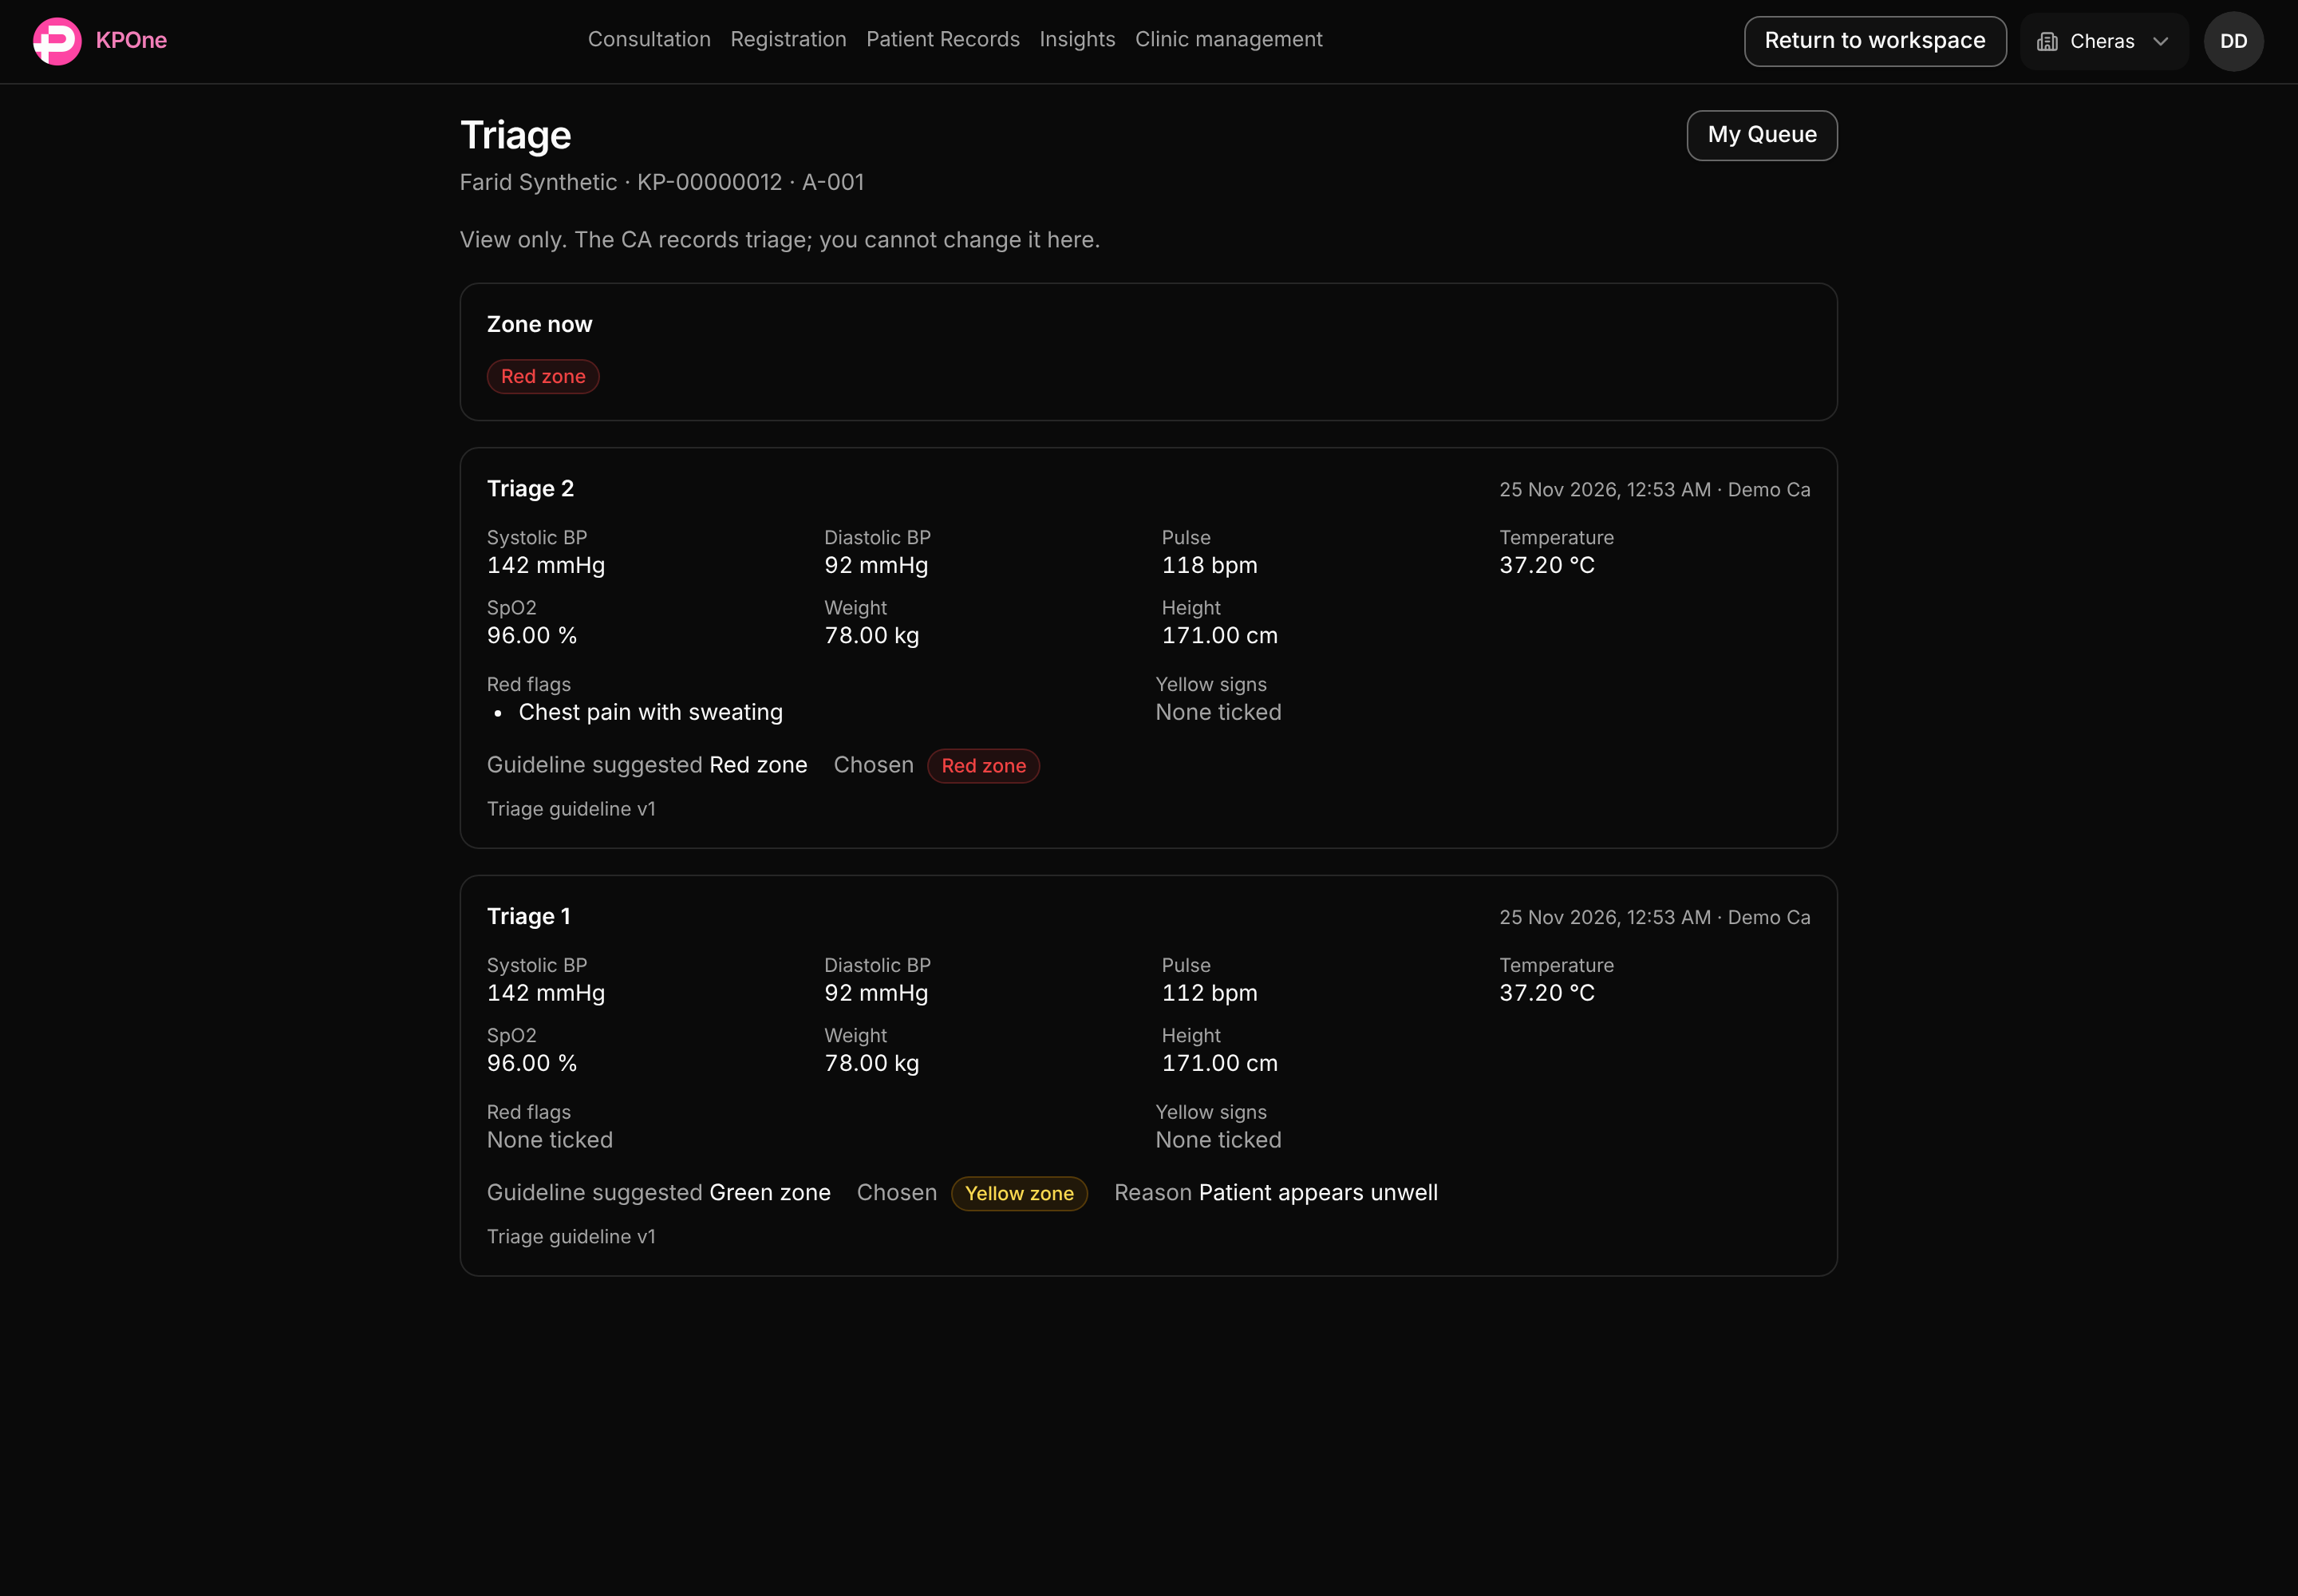 KPOne
Consultation Registration Patient Records Insights Clinic management
Return to workspace
Cheras
DD
Triage
My Queue
Farid Synthetic · KP-00000012 · A-001
View only. The CA records triage; you cannot change it here.
Zone now
Red zone
Triage 2
25 Nov 2026, 12:53 AM · Demo Ca
Systolic BP Diastolic BP Pulse Temperature
142 mmHg 92 mmHg 118 bpm 37.20 °C
SpO2 Weight Height
96.00 % 78.00 kg 171.00 cm
Red flags Yellow signs
• Chest pain with sweating None ticked
Guideline suggested Red zone Chosen Red zone
Triage guideline v1
Triage 1
25 Nov 2026, 12:53 AM · Demo Ca
Systolic BP Diastolic BP Pulse Temperature
142 mmHg 92 mmHg 112 bpm 37.20 °C
SpO2 Weight Height
96.00 % 78.00 kg 171.00 cm
Red flags Yellow signs
None ticked None ticked
Guideline suggested Green zone Chosen Yellow zone Reason Patient appears unwell
Triage guideline v1